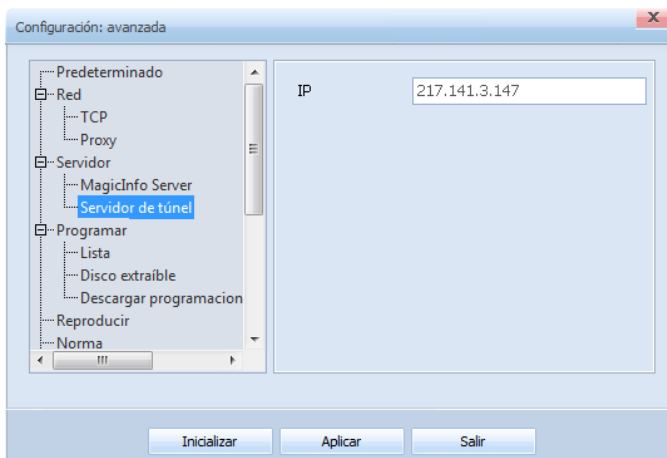 Configuración: avanzada
Predeterminado
Red
TCP
Proxy
Servidor
MagicInfo Server
Servidor de túnel
Programar
Lista
Disco extraíble
Descargar programacion
Reproducir
Norma
IP
217.141.3.147
Inicializar
Aplicar
Salir